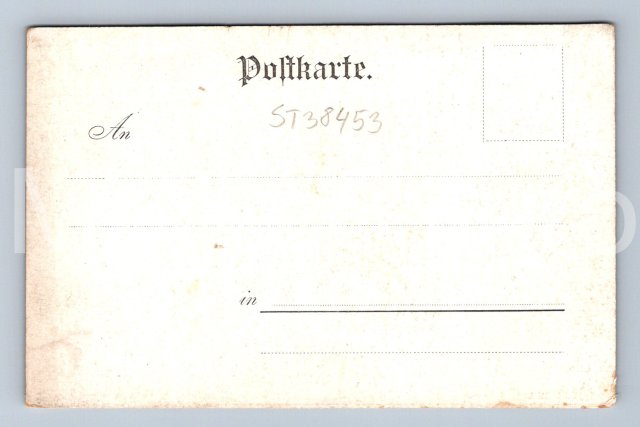 Postkarte.
ST38453
An
in